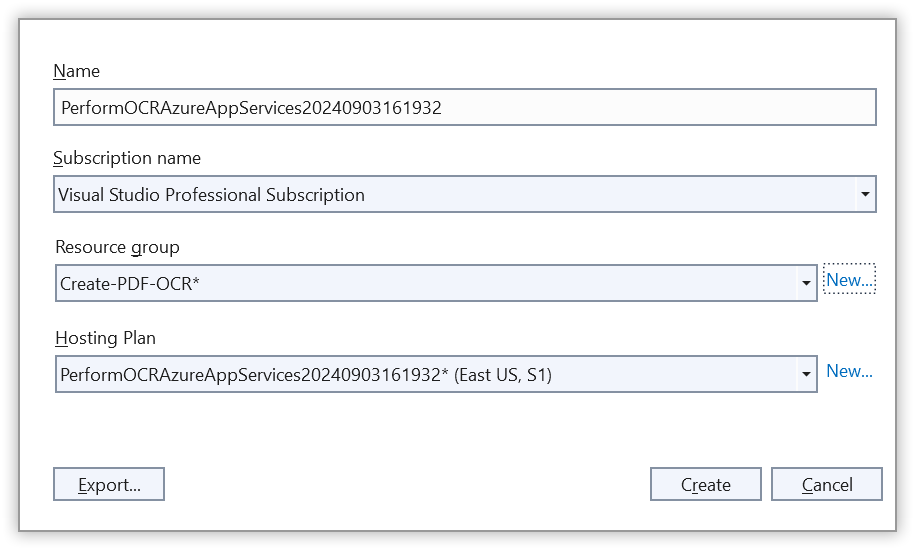 Name
PerformOCRAzureAppServices20240903161932
Subscription name
Visual Studio Professional Subscription
Resource group
Create-PDF-OCR*
New...
Hosting Plan
PerformOCRAzureAppServices20240903161932* (East US, S1)
New...
Export...
Create
Cancel